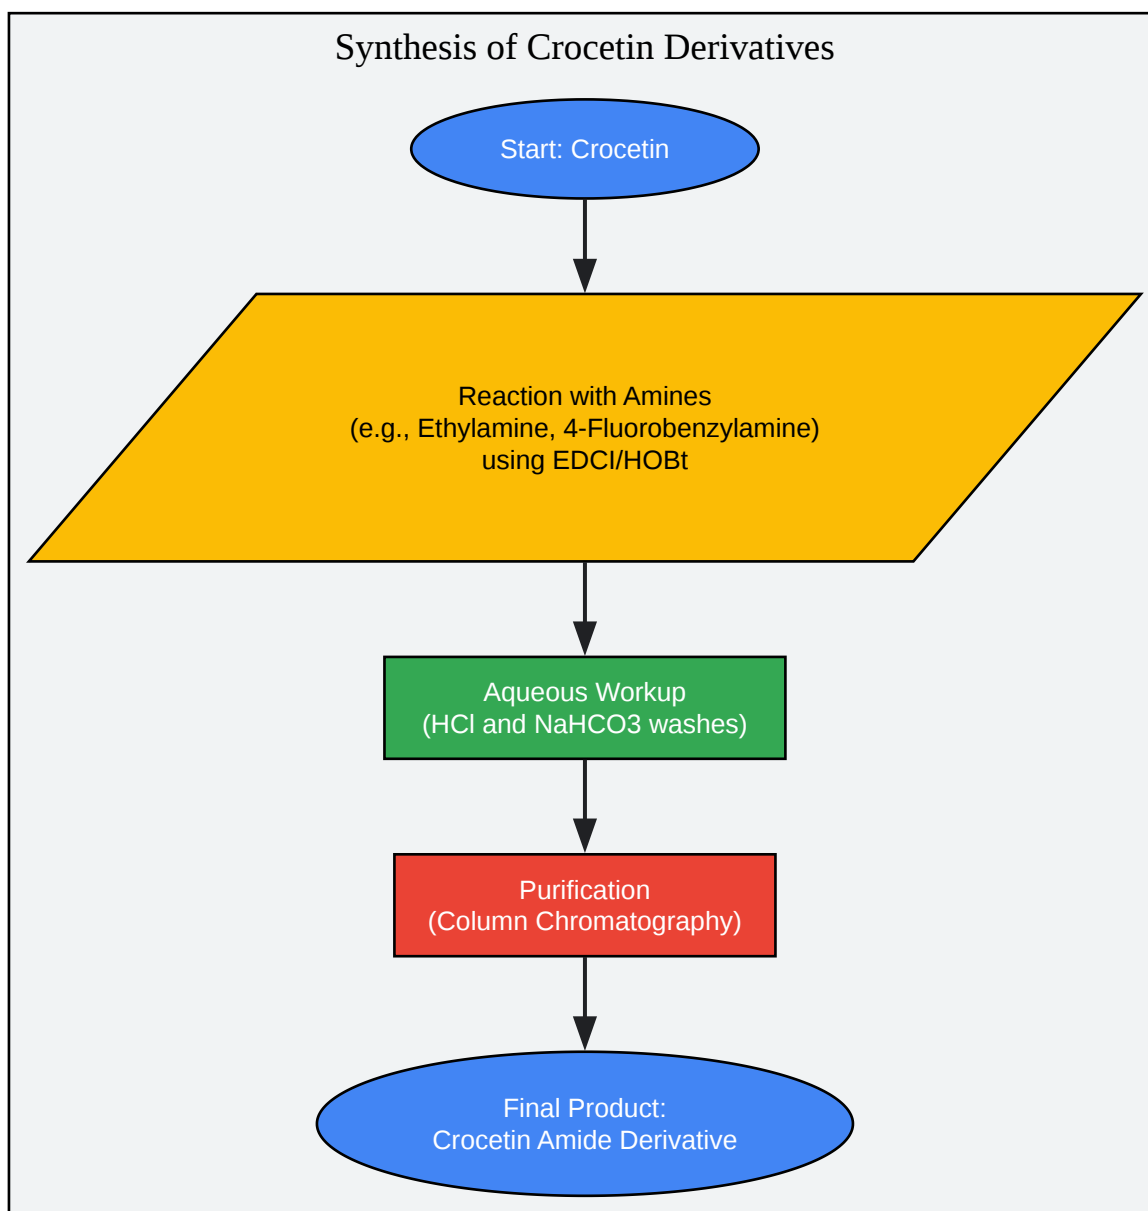 Synthesis of Crocetin Derivatives
Start: Crocetin
Reaction with Amines
(e.g., Ethylamine, 4-Fluorobenzylamine)
using EDCI/HOBt
Aqueous Workup
(HCl and NaHCO3 washes)
Purification
(Column Chromatography)
Final Product:
Crocetin Amide Derivative